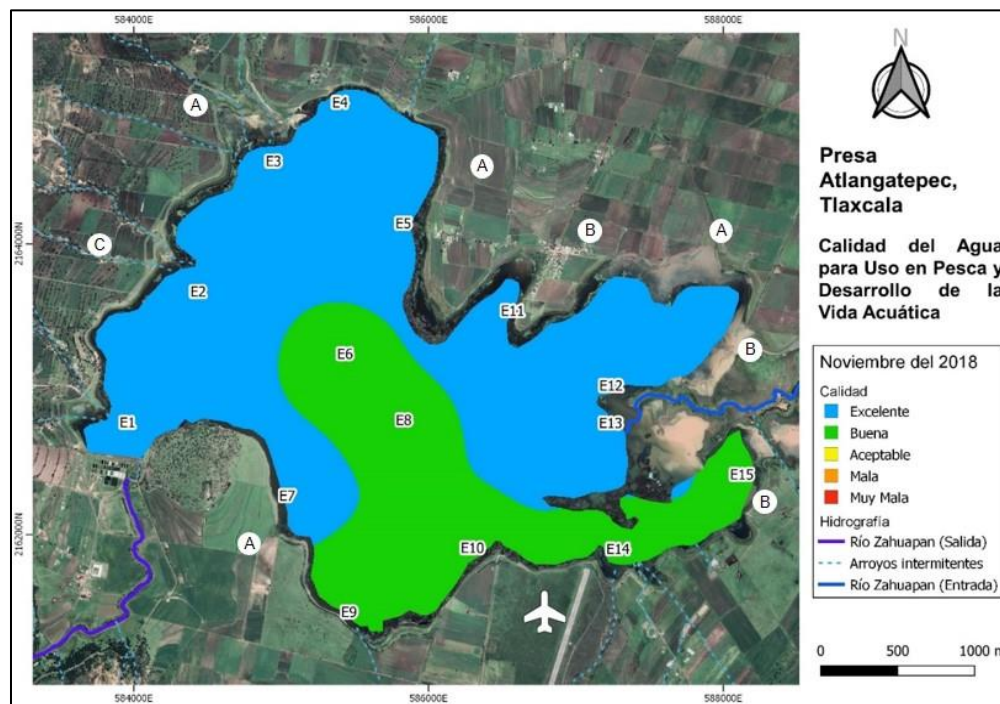 584000E 586000E 588000E
N
E4
A
E3
A
Presa
Atlangatepec,
Tlaxcala
E5
B
A
2164000N
C
Calidad del Agua
para Uso en Pesca y
Desarrollo de la
Vida Acuática
E2
E11
E6
B
Noviembre del 2018
E12
Calidad
E1
E8
E13
Excelente
Buena
Aceptable
Mala
Muy Mala
E15
E7
B
Hidrografía
Río Zahuapan (Salida)
Arroyos intermitentes
Río Zahuapan (Entrada)
2162000N
A
E10
E14
E9
0 500 1000 m
584000E 586000E 588000E